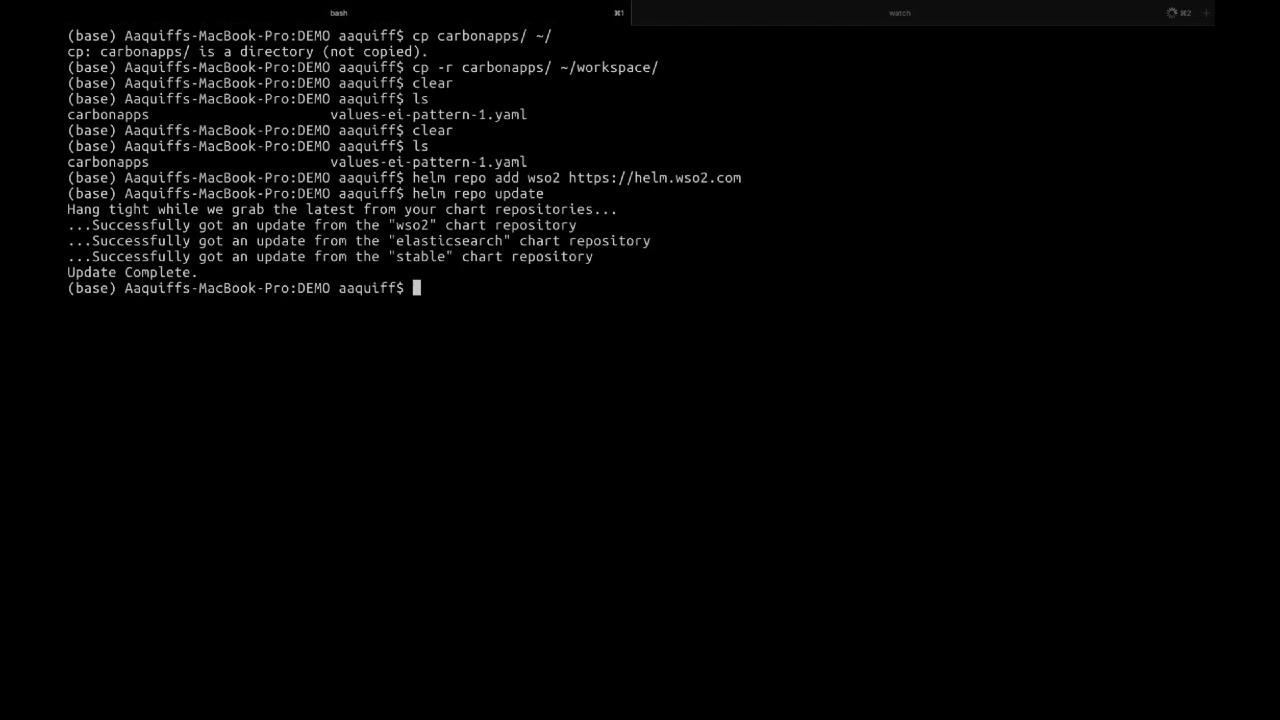 bash ⌘1 watch ⌘2 +
(base) Aaquiffs-MacBook-Pro:DEMO aaquiff$ cp carbonapps/ ~/
cp: carbonapps/ is a directory (not copied).
(base) Aaquiffs-MacBook-Pro:DEMO aaquiff$ cp -r carbonapps/ ~/workspace/
(base) Aaquiffs-MacBook-Pro:DEMO aaquiff$ clear
(base) Aaquiffs-MacBook-Pro:DEMO aaquiff$ ls
carbonapps values-ei-pattern-1.yaml
(base) Aaquiffs-MacBook-Pro:DEMO aaquiff$ clear
(base) Aaquiffs-MacBook-Pro:DEMO aaquiff$ ls
carbonapps values-ei-pattern-1.yaml
(base) Aaquiffs-MacBook-Pro:DEMO aaquiff$ helm repo add wso2 https://helm.wso2.com
(base) Aaquiffs-MacBook-Pro:DEMO aaquiff$ helm repo update
Hang tight while we grab the latest from your chart repositories...
...Successfully got an update from the "wso2" chart repository
...Successfully got an update from the "elasticsearch" chart repository
...Successfully got an update from the "stable" chart repository
Update Complete.
(base) Aaquiffs-MacBook-Pro:DEMO aaquiff$